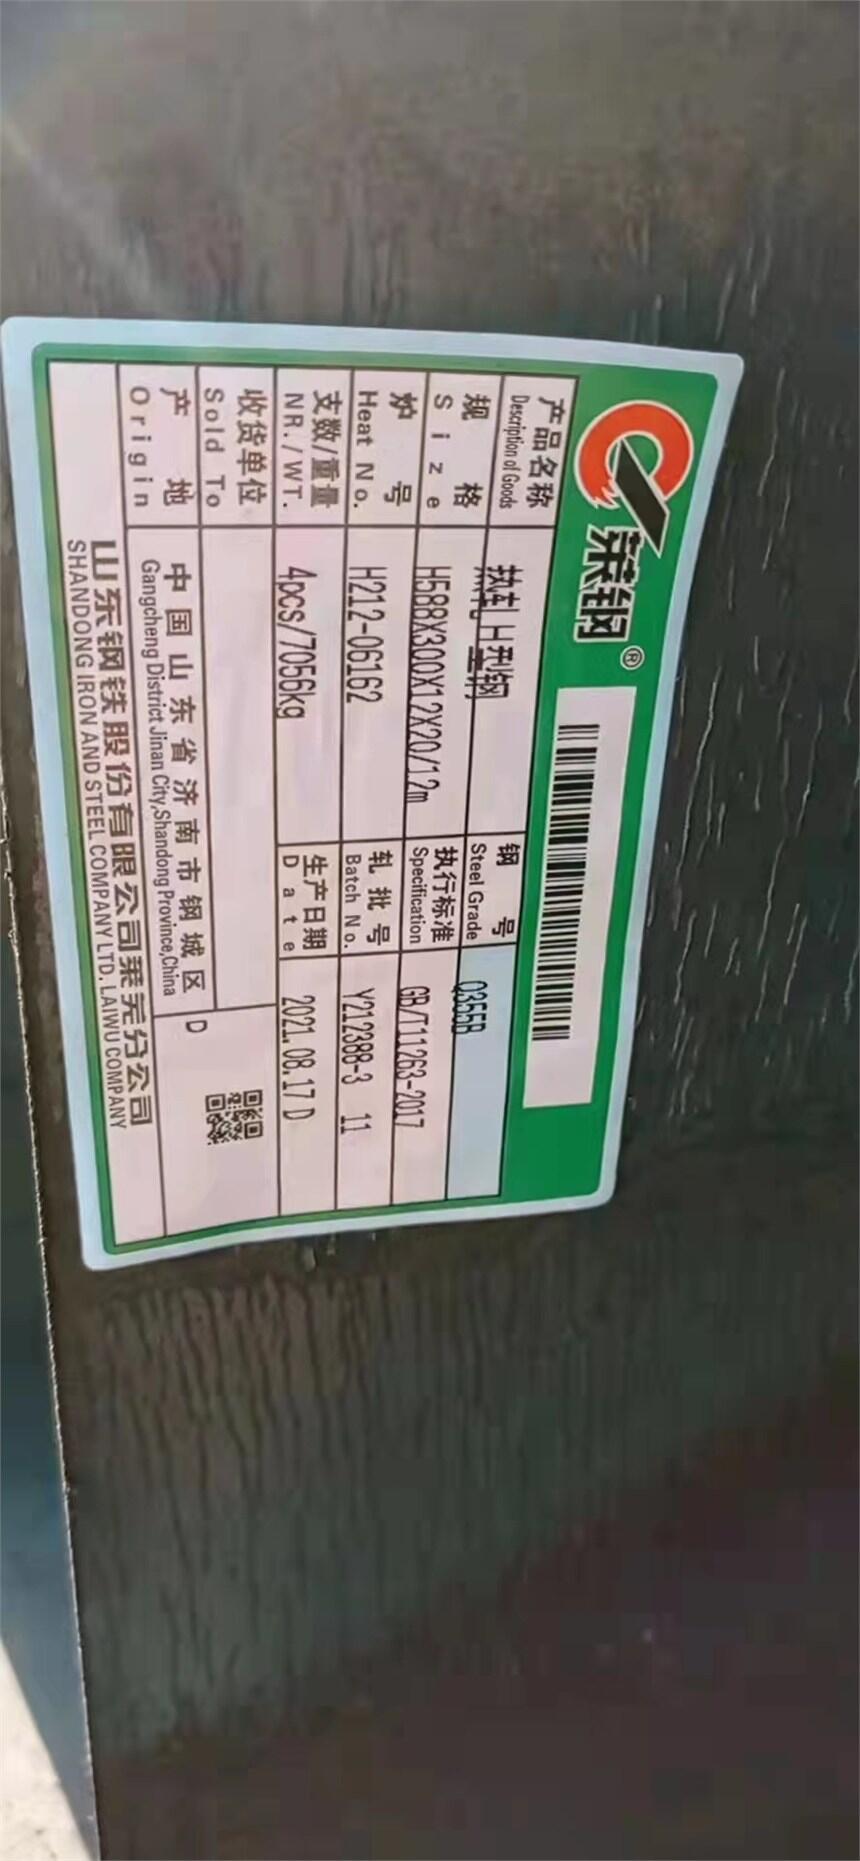 莱钢®
产品名称 热轧H型钢 钢号 Q355B
Description of Goods Steel Grade
规格 H588X300X12X20/12m 执行标准 GB/T11263-2017
Size Specification
炉号 H212-06162 轧批号 Y212388-3 11
Heat No. Batch No.
支数/重量 4pcs/7056kg 生产日期 2021.08.17 D
NR./WT. Date
收货单位
Sold To
产地 中国山东省济南市钢城区 D
Origin Gangcheng District Jinan City,Shandong Province,China
山东钢铁股份有限公司莱芜分公司
SHANDONG IRON AND STEEL COMPANY LTD. LAIWU COMPANY